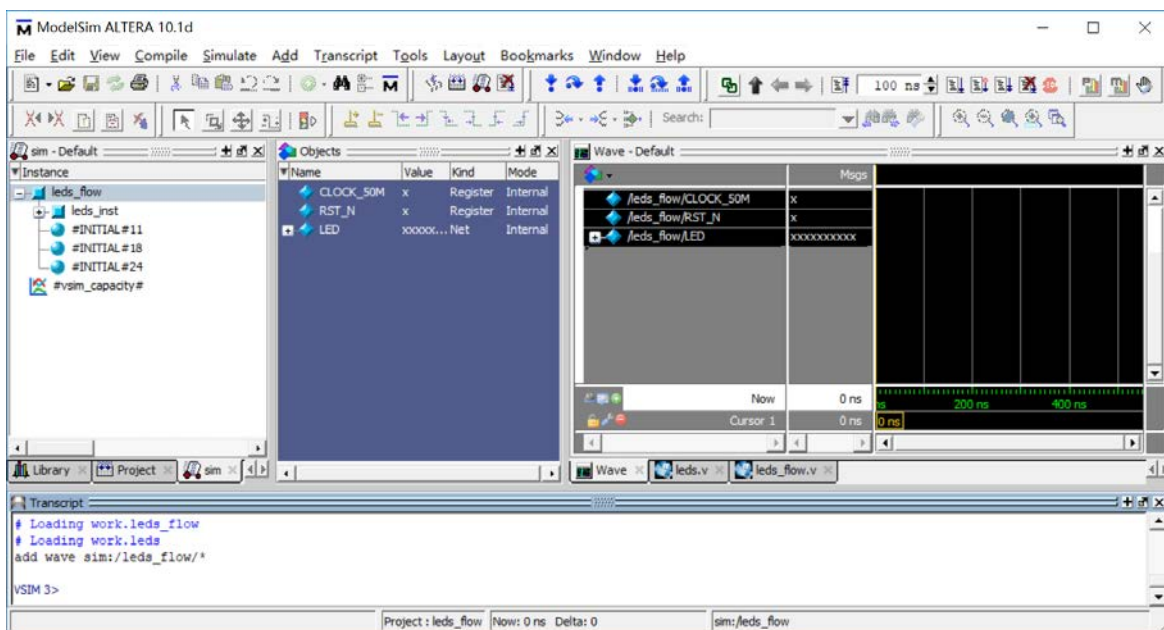 ModelSim ALTERA 10.1d
File Edit View Compile Simulate Add Transcript Tools Layout Bookmarks Window Help
100 ns
Search:
sim - Default
Instance
leds_flow
leds_inst
#INITIAL#11
#INITIAL#18
#INITIAL#24
#vsim_capacity#
Library Project sim
Objects
Name Value Kind Mode
CLOCK_50M x Register Internal
RST_N x Register Internal
LED xxxxx... Net Internal
Wave - Default
Msgs
/leds_flow/CLOCK_50M x
/leds_flow/RST_N x
/leds_flow/LED xxxxxxxxxx
Now 0 ns
ns 200 ns 400 ns
Cursor 1 0 ns 0 ns
Wave leds.v leds_flow.v
Transcript
# Loading work.leds_flow
# Loading work.leds
add wave sim:/leds_flow/*
VSIM 3>
Project : leds_flow Now: 0 ns Delta: 0 sim:/leds_flow